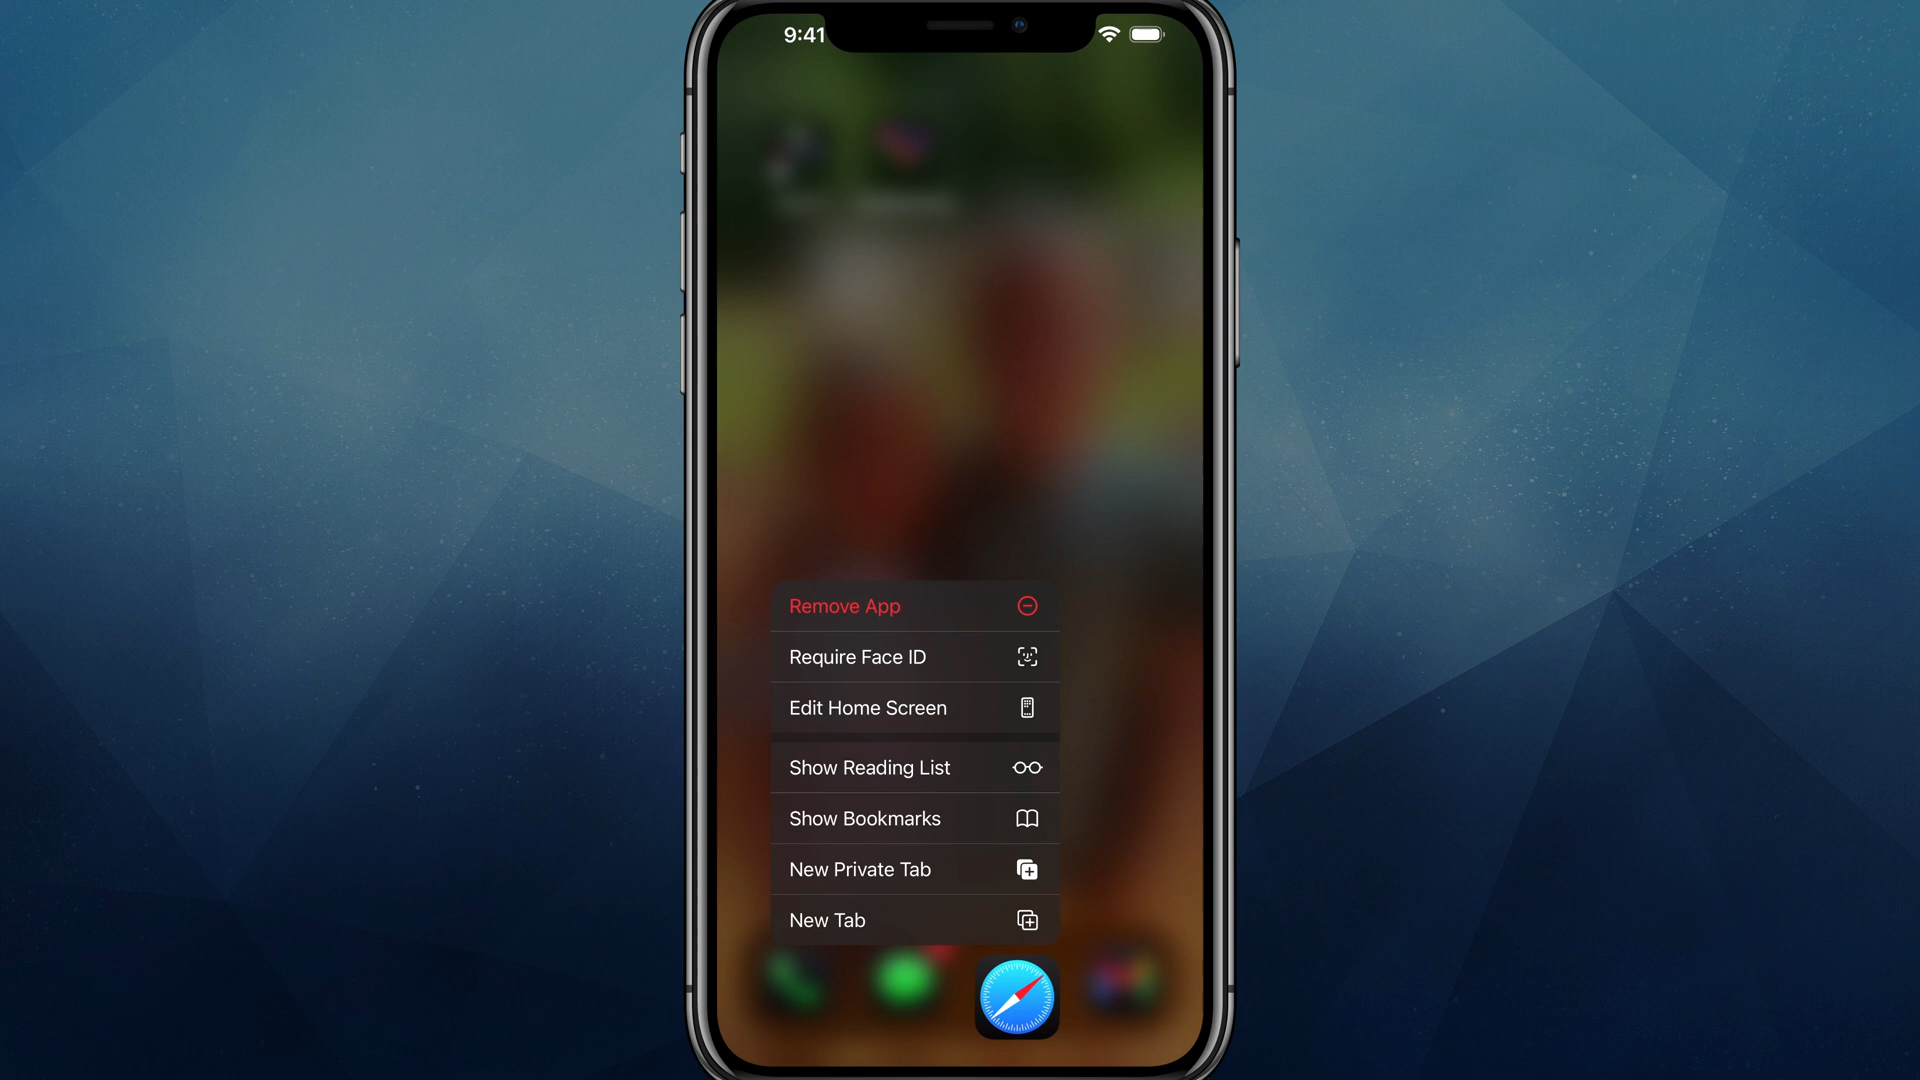 9:41
Remove App
Require Face ID
Edit Home Screen
Show Reading List
Show Bookmarks
New Private Tab
New Tab